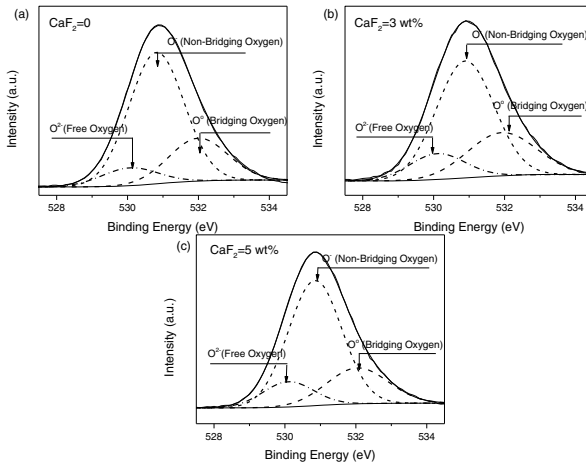 (a)
CaF₂=0
O⁻(Non-Bridging Oxygen)
O²⁻(Free Oxygen)
O⁰ (Bridging Oxygen)
Intensity (a.u.)
528 530 532 534
Binding Energy (eV)
(b)
CaF₂=3 wt%
O⁻(Non-Bridging Oxygen)
O⁰ (Bridging Oxygen)
O²⁻(Free Oxygen)
Intensity (a.u.)
528 530 532 534
Binding Energy (eV)
(c)
CaF₂=5 wt%
O⁻(Non-Bridging Oxygen)
O²⁻(Free Oxygen)
O⁰ (Bridging Oxygen)
Intensity (a.u.)
528 530 532 534
Binding Energy (eV)